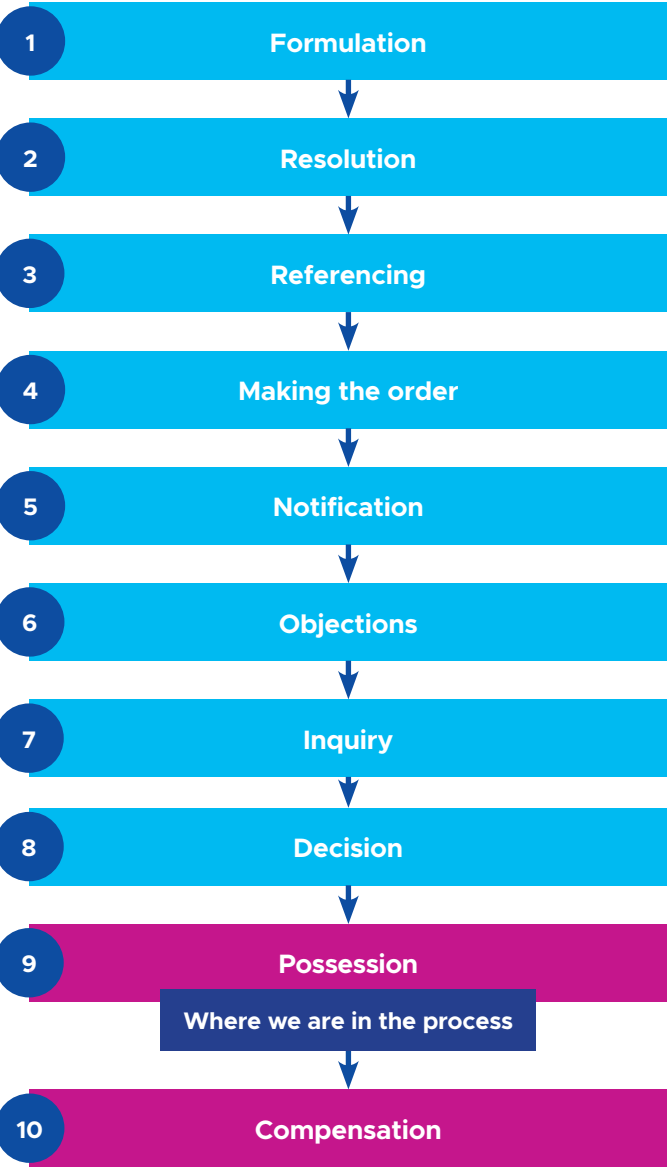 1
Formulation
2
Resolution
3
Referencing
4
Making the order
5
Notification
6
Objections
7
Inquiry
8
Decision
9
Possession
Where we are in the process
10
Compensation